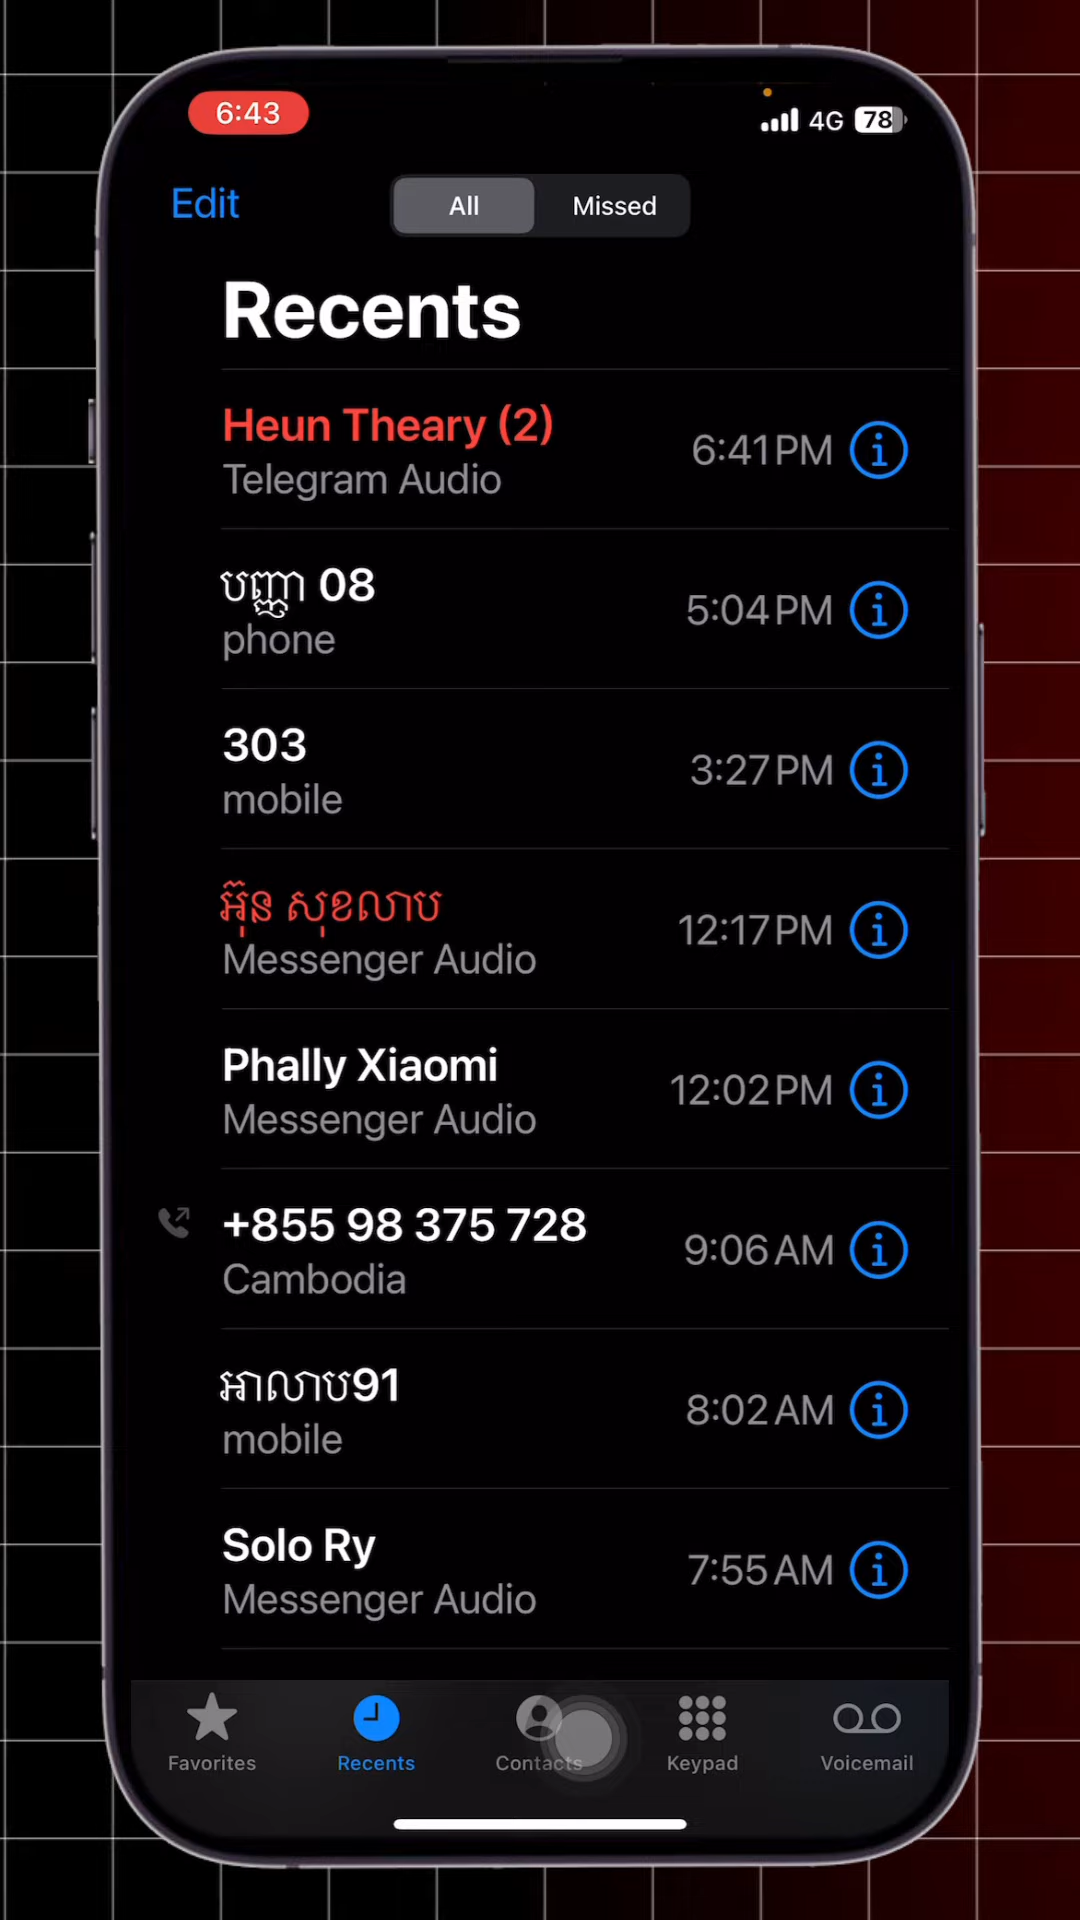 6:43
4G 78
Edit
All
Missed
Recents
Heun Theary (2)
6:41 PM
Telegram Audio
បញ្ញា 08
5:04 PM
phone
303
3:27 PM
mobile
អ៊ុន សុខលាប
12:17 PM
Messenger Audio
Phally Xiaomi
12:02 PM
Messenger Audio
+855 98 375 728
9:06 AM
Cambodia
អាលាប91
8:02 AM
mobile
Solo Ry
7:55 AM
Messenger Audio
Favorites
Recents
Contacts
Keypad
Voicemail